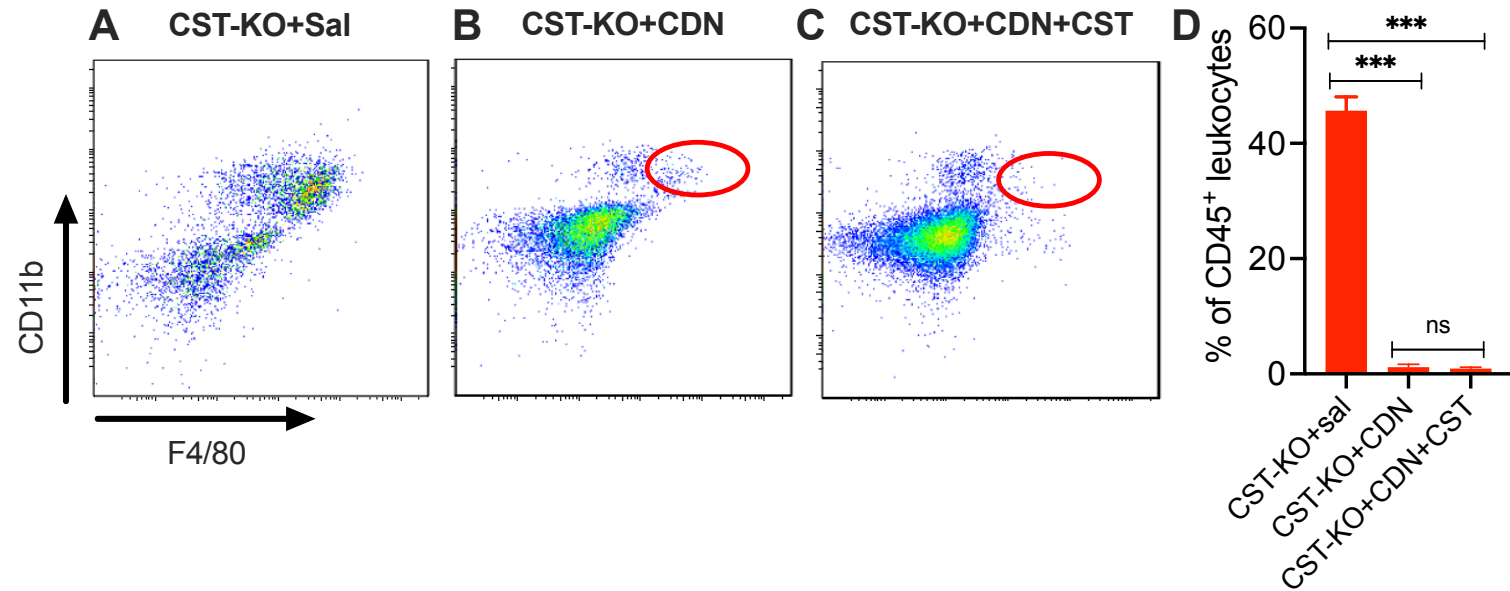 A CST-KO+Sal
B CST-KO+CDN
C CST-KO+CDN+CST
D
CD11b
F4/80
% of CD45+ leukocytes
60
40
20
0
***
***
ns
CST-KO+sal
CST-KO+CDN
CST-KO+CDN+CST